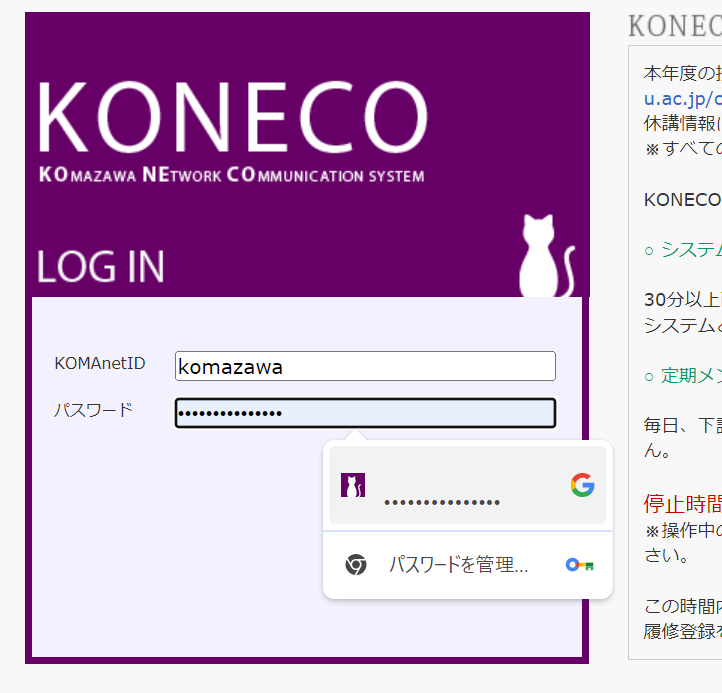 KONECO
KOMAZAWA NETWORK COMMUNICATION SYSTEM
LOG IN
KOMAnetID
komazawa
パスワード
•••••••••••••••
•••••••••••••••
パスワードを管理...
KONEC
本年度の
u.ac.jp/
休講情報
※すべての
KONECO
○ システム
30分以上
システム
○ 定期メン
毎日、下
ん。
停止時間
※操作中の
さい。
この時間
履修登録